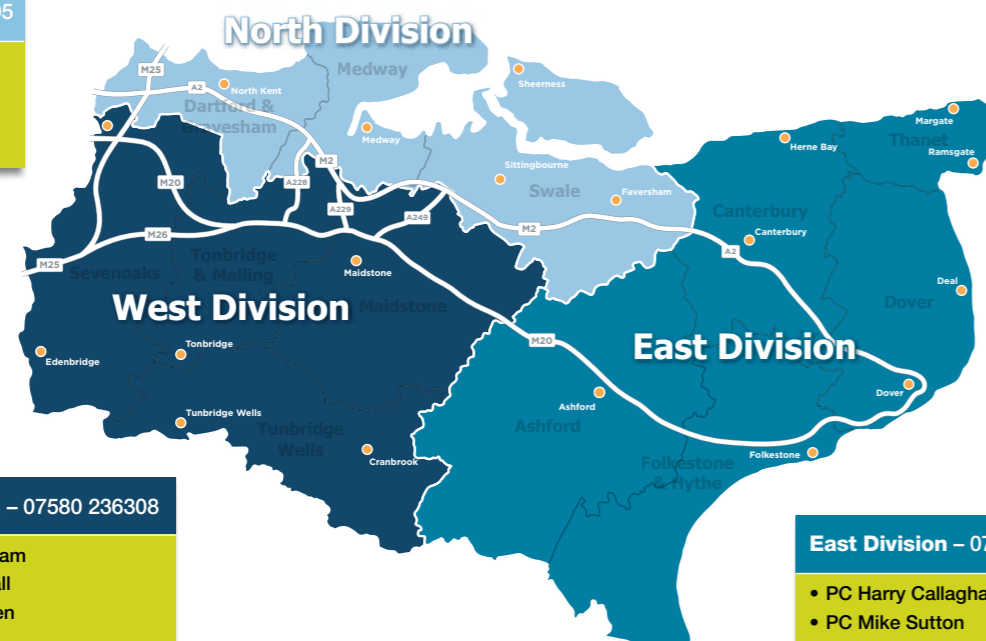 North Division
Medway
M25
A2
North Kent
Dartford &
Gravesham
Medway
Sheerness
Sittingbourne
Swale
Faversham
M2
M20
A228
A229
A249
M2
M26
M25
Sevenoaks
Tonbridge
& Malling
Maidstone
Maidstone
West Division
Edenbridge
Tonbridge
Tunbridge Wells
Tunbridge
Wells
Cranbrook
Margate
Thanet
Ramsgate
Herne Bay
Canterbury
Canterbury
A2
Deal
Dover
East Division
M20
Ashford
Ashford
Dover
Folkestone
Folkestone
& Hythe
– 07580 236308
East Division – 07
• PC Harry Callagha
• PC Mike Sutton